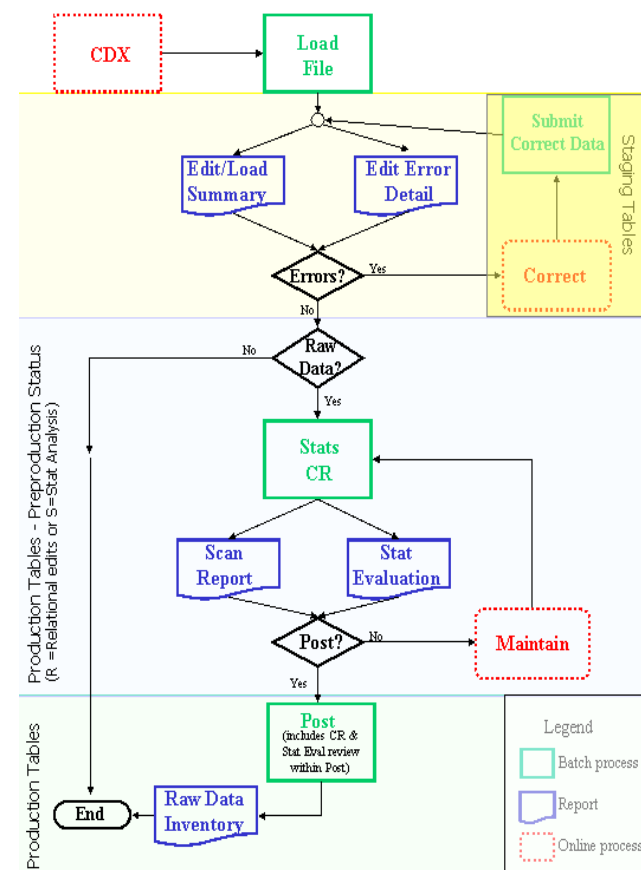 CDX
Load
File
Submit
Correct Data
Edit/Load
Summary
Edit Error
Detail
Staging Tables
Errors?
Yes
Correct
No
Raw
Data?
No
Yes
Stats
CR
Production Tables - Preproduction Status
(R =Relational edits or S=Stat Analysis)
Scan
Report
Stat
Evaluation
Post?
No
Maintain
Yes
Post
(includes CR &
Stat Eval review
within Post)
Production Tables
End
Raw Data
Inventory
Legend
Batch process
Report
Online process